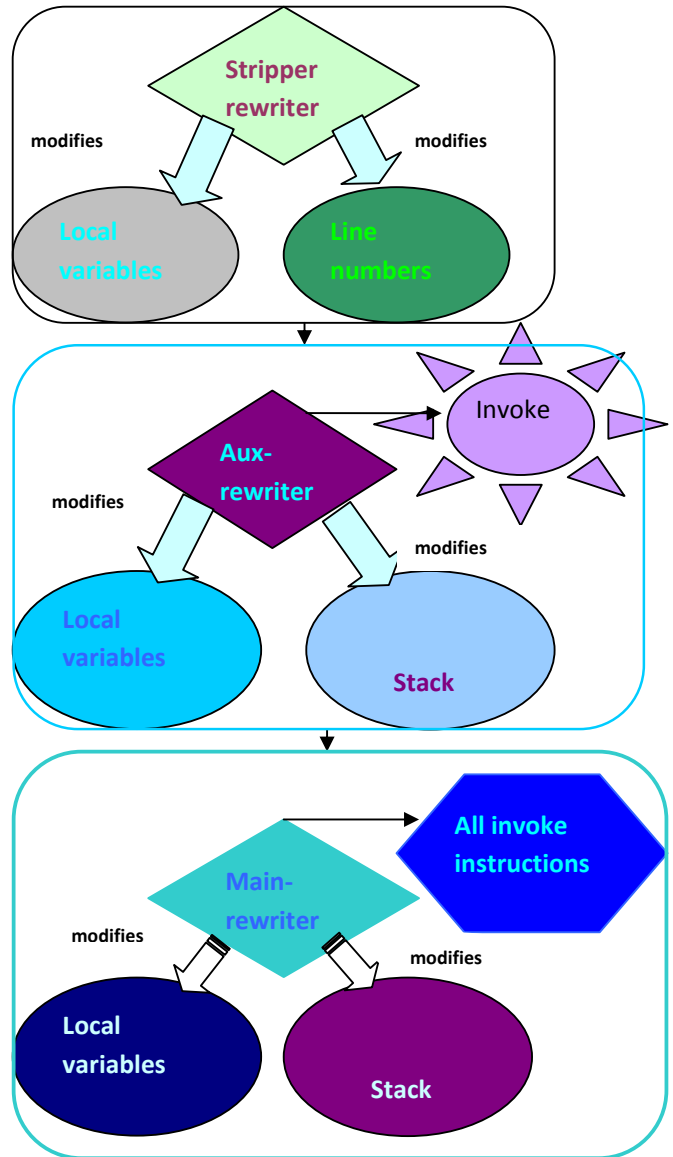 Stripper
rewriter
modifies
modifies
Local
variables
Line
numbers
Invoke
Aux-
rewriter
modifies
modifies
Local
variables
Stack
All invoke
instructions
Main-
rewriter
modifies
modifies
Local
variables
Stack